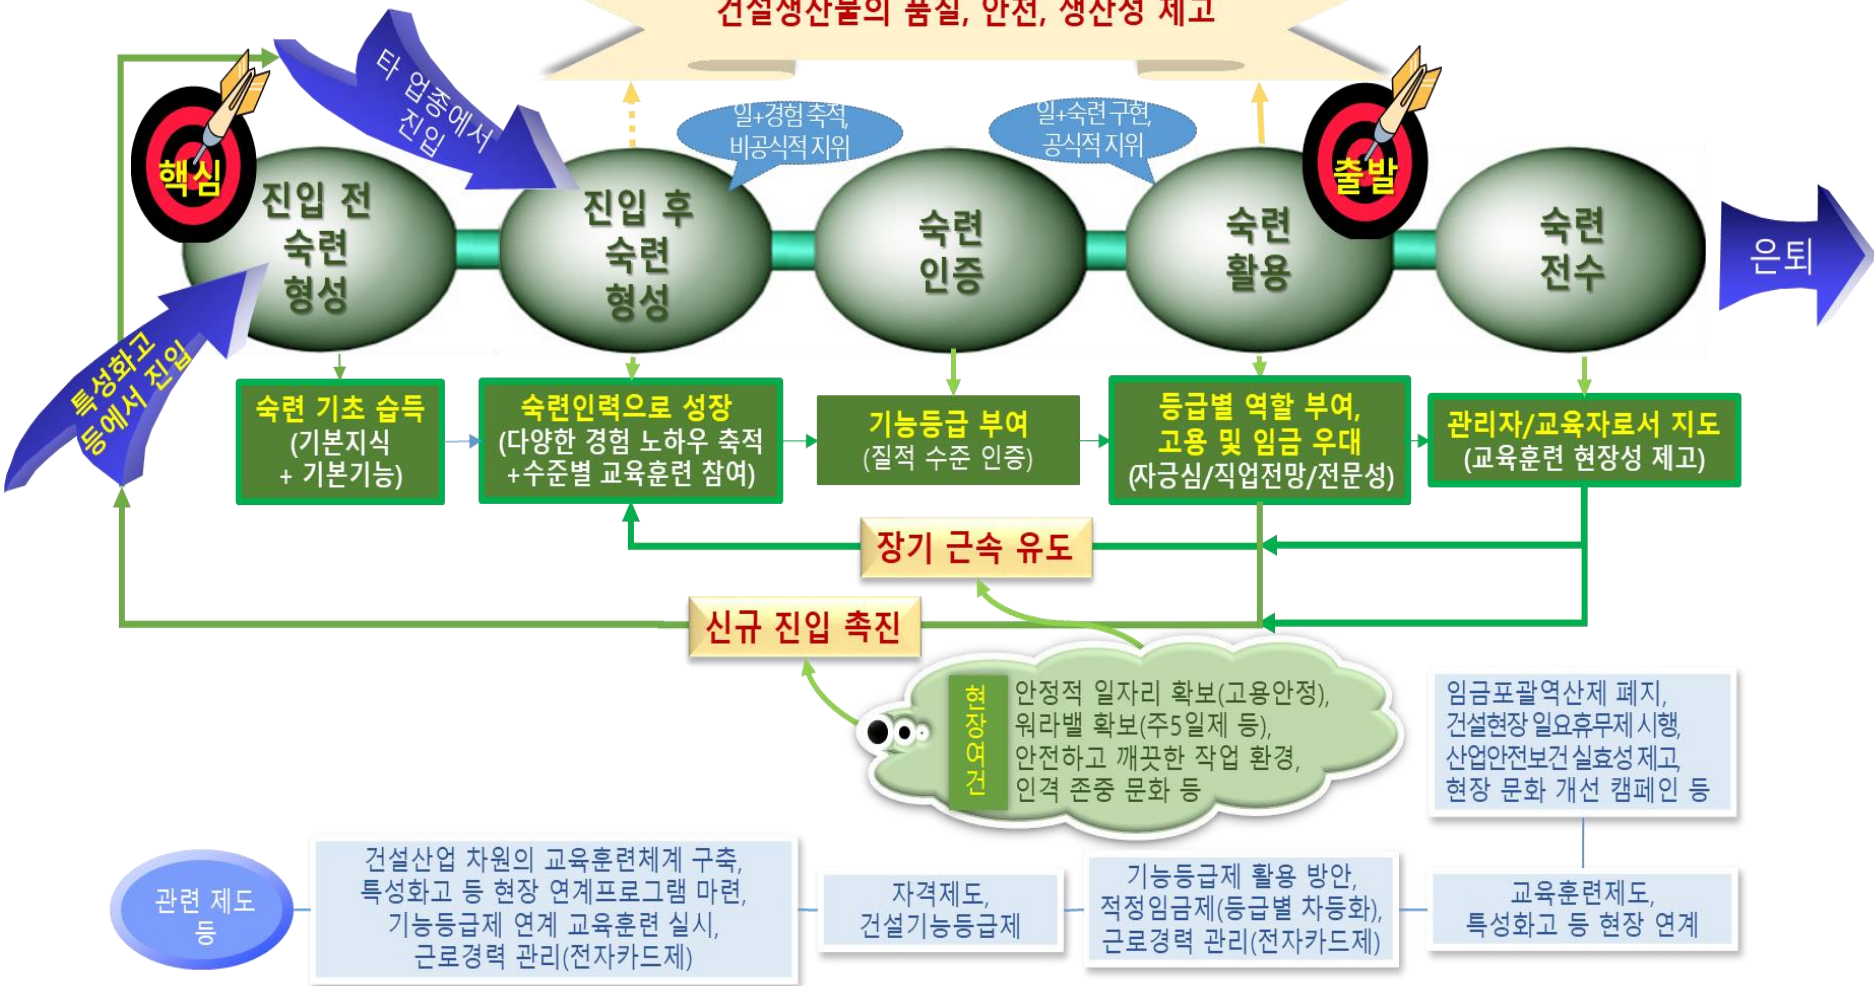 건설생산물의 품질, 안전, 생산성 제고
타 업종에서
진입
일+경험 축적,
비공식적 지위
일+숙련 구현,
공식적 지위
핵심
출발
진입 전
숙련
형성
진입 후
숙련
형성
숙련
인증
숙련
활용
숙련
전수
은퇴
특성화고
등에서 진입
숙련 기초 습득
(기본지식
+ 기본기능)
숙련인력으로 성장
(다양한 경험 노하우 축적
+수준별 교육훈련 참여)
기능등급 부여
(질적 수준 인증)
등급별 역할 부여,
고용 및 임금 우대
(자긍심/직업전망/전문성)
관리자/교육자로서 지도
(교육훈련 현장성 제고)
장기 근속 유도
신규 진입 촉진
현
장
여
건
안정적 일자리 확보(고용안정),
워라밸 확보(주5일제 등),
안전하고 깨끗한 작업 환경,
인격 존중 문화 등
임금포괄역산제 폐지,
건설현장 일요휴무제 시행,
산업안전보건 실효성 제고,
현장 문화 개선 캠페인 등
관련 제도
등
건설산업 차원의 교육훈련체계 구축,
특성화고 등 현장 연계프로그램 마련,
기능등급제 연계 교육훈련 실시,
근로경력 관리(전자카드제)
자격제도,
건설기능등급제
기능등급제 활용 방안,
적정임금제(등급별 차등화),
근로경력 관리(전자카드제)
교육훈련제도,
특성화고 등 현장 연계